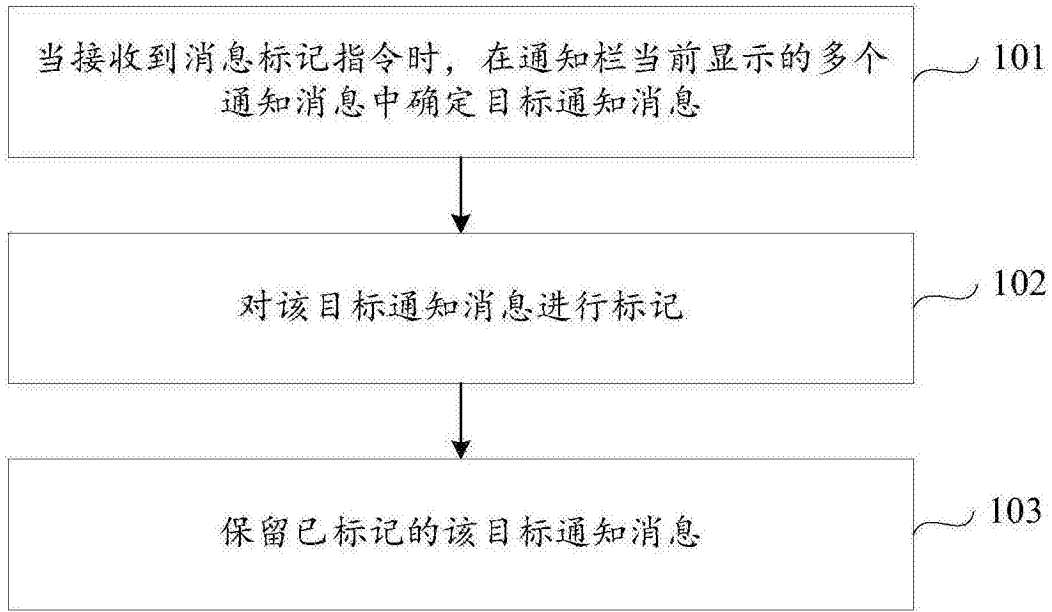 当接收到消息标记指令时，在通知栏当前显示的多个
通知消息中确定目标通知消息
101
对该目标通知消息进行标记
102
保留已标记的该目标通知消息
103